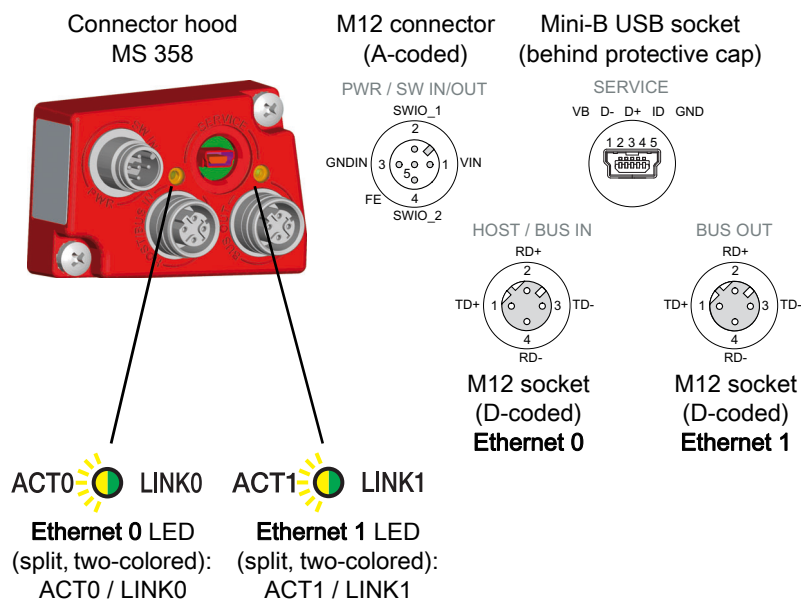 Connector hood
MS 358
M12 connector
(A-coded)
Mini-B USB socket
(behind protective cap)
PWR / SW IN/OUT
SWIO_1
2
GNDIN 3 1 VIN
5
FE
4
SWIO_2
SERVICE
VB D- D+ ID GND
1 2 3 4 5
SERVICE
PWR
HOST / BUS IN
RD+
2
TD+ 1 3 TD-
4
RD-
M12 socket
(D-coded)
Ethernet 0
BUS OUT
RD+
2
TD+ 1 3 TD-
4
RD-
M12 socket
(D-coded)
Ethernet 1
ACT0 LINK0
Ethernet 0 LED
(split, two-colored):
ACT0 / LINK0
ACT1 LINK1
Ethernet 1 LED
(split, two-colored):
ACT1 / LINK1